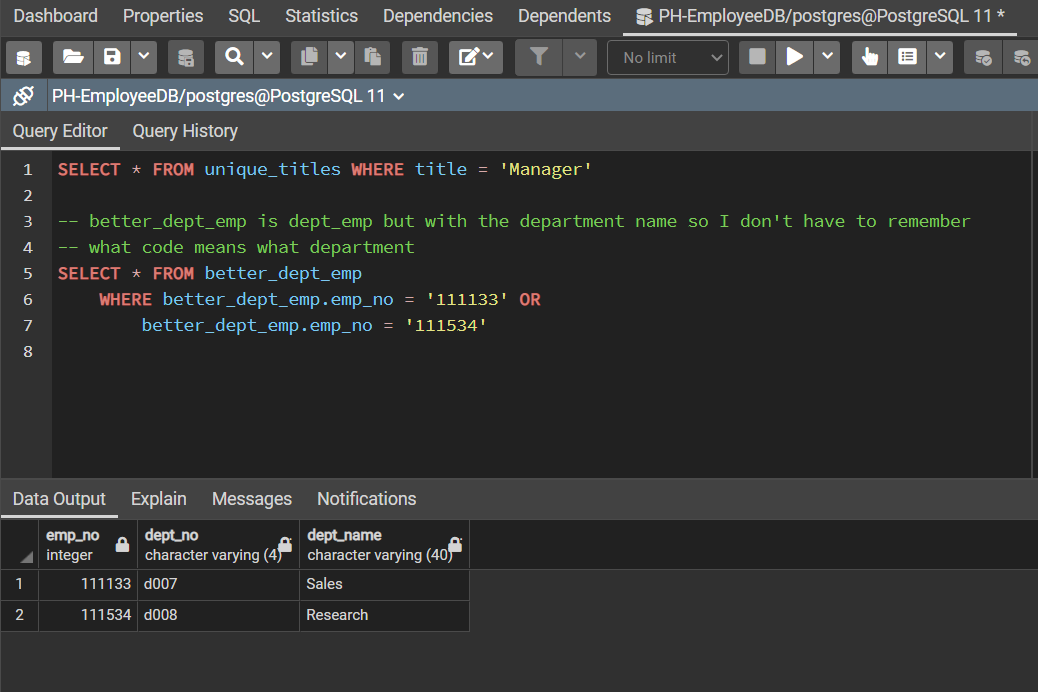 Dashboard Properties SQL Statistics Dependencies Dependents PH-EmployeeDB/postgres@PostgreSQL 11 *
No limit
PH-EmployeeDB/postgres@PostgreSQL 11
Query Editor Query History
1 SELECT * FROM unique_titles WHERE title = 'Manager'
2
3 -- better_dept_emp is dept_emp but with the department name so I don't have to remember
4 -- what code means what department
5 SELECT * FROM better_dept_emp
6 WHERE better_dept_emp.emp_no = '111133' OR
7 better_dept_emp.emp_no = '111534'
8
Data Output Explain Messages Notifications
emp_no dept_no dept_name
integer character varying (4) character varying (40)
1 111133 d007 Sales
2 111534 d008 Research